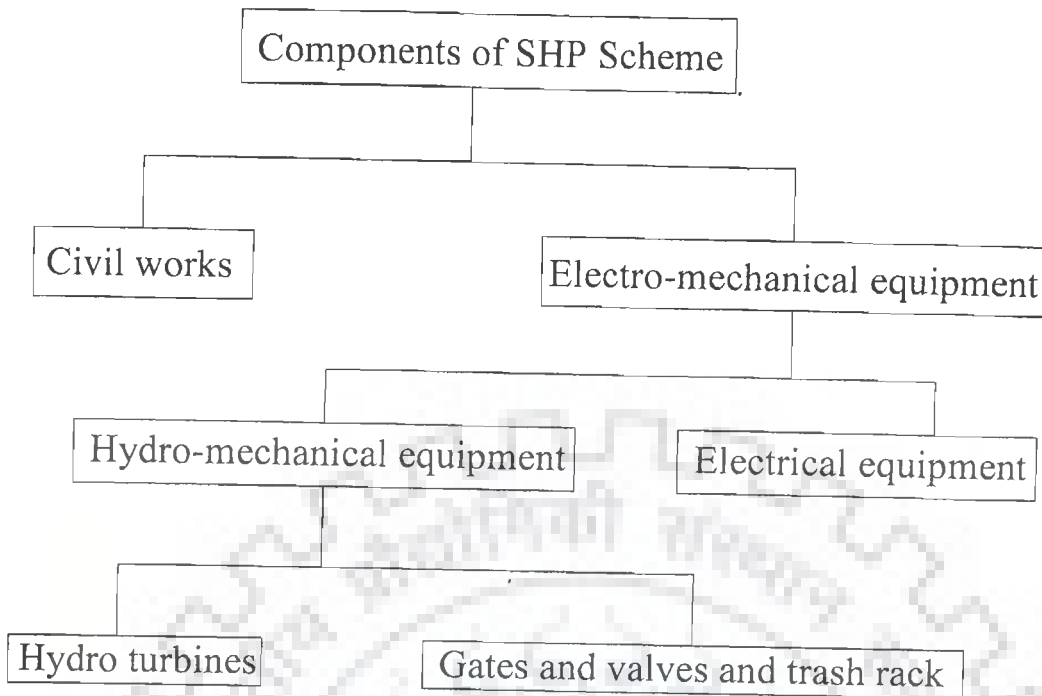 Components of SHP Scheme
Civil works
Electro-mechanical equipment
Hydro-mechanical equipment
Electrical equipment
Hydro turbines
Gates and valves and trash rack